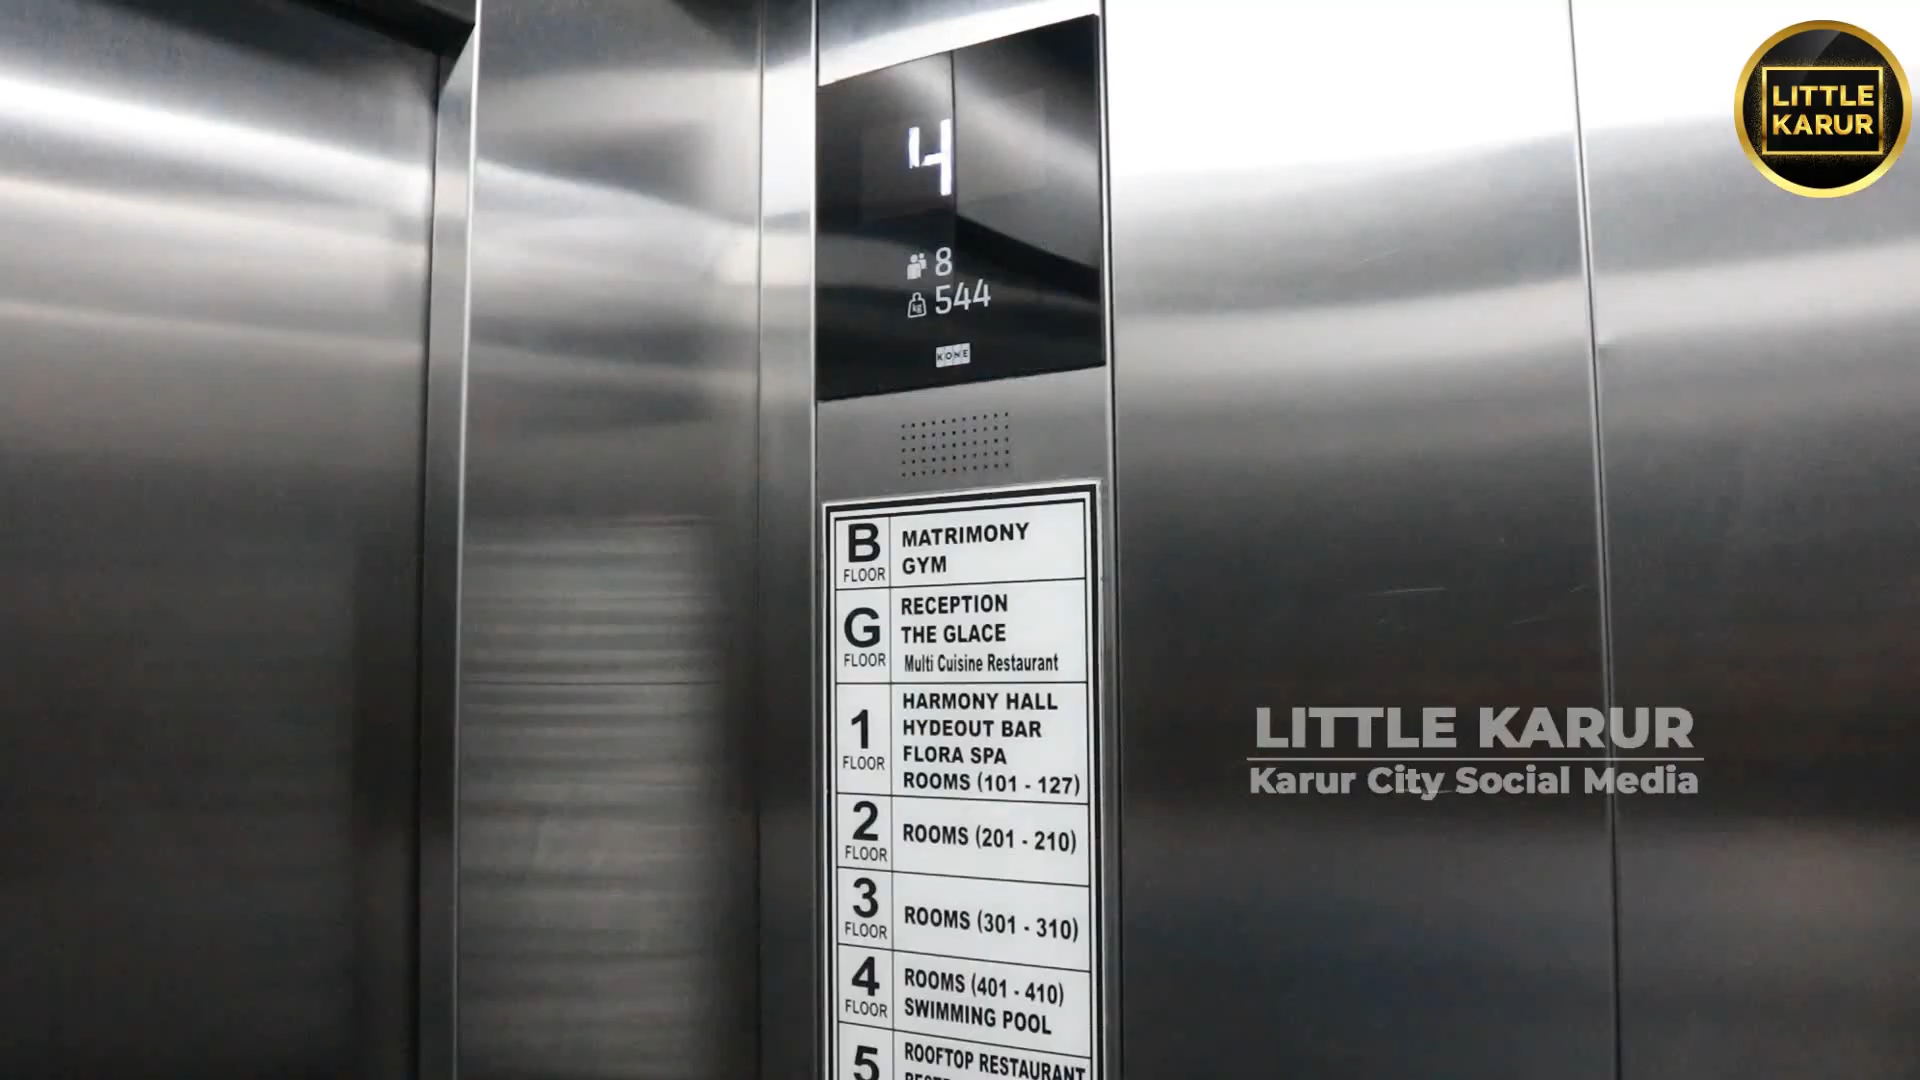 LITTLE
KARUR
4
8
kg 544
KONE
B FLOOR
MATRIMONY
GYM
G FLOOR
RECEPTION
THE GLACE
Multi Cuisine Restaurant
1 FLOOR
HARMONY HALL
HYDEOUT BAR
FLORA SPA
ROOMS (101 - 127)
2 FLOOR
ROOMS (201 - 210)
3 FLOOR
ROOMS (301 - 310)
4 FLOOR
ROOMS (401 - 410)
SWIMMING POOL
5
ROOFTOP RESTAURANT
LITTLE KARUR
Karur City Social Media